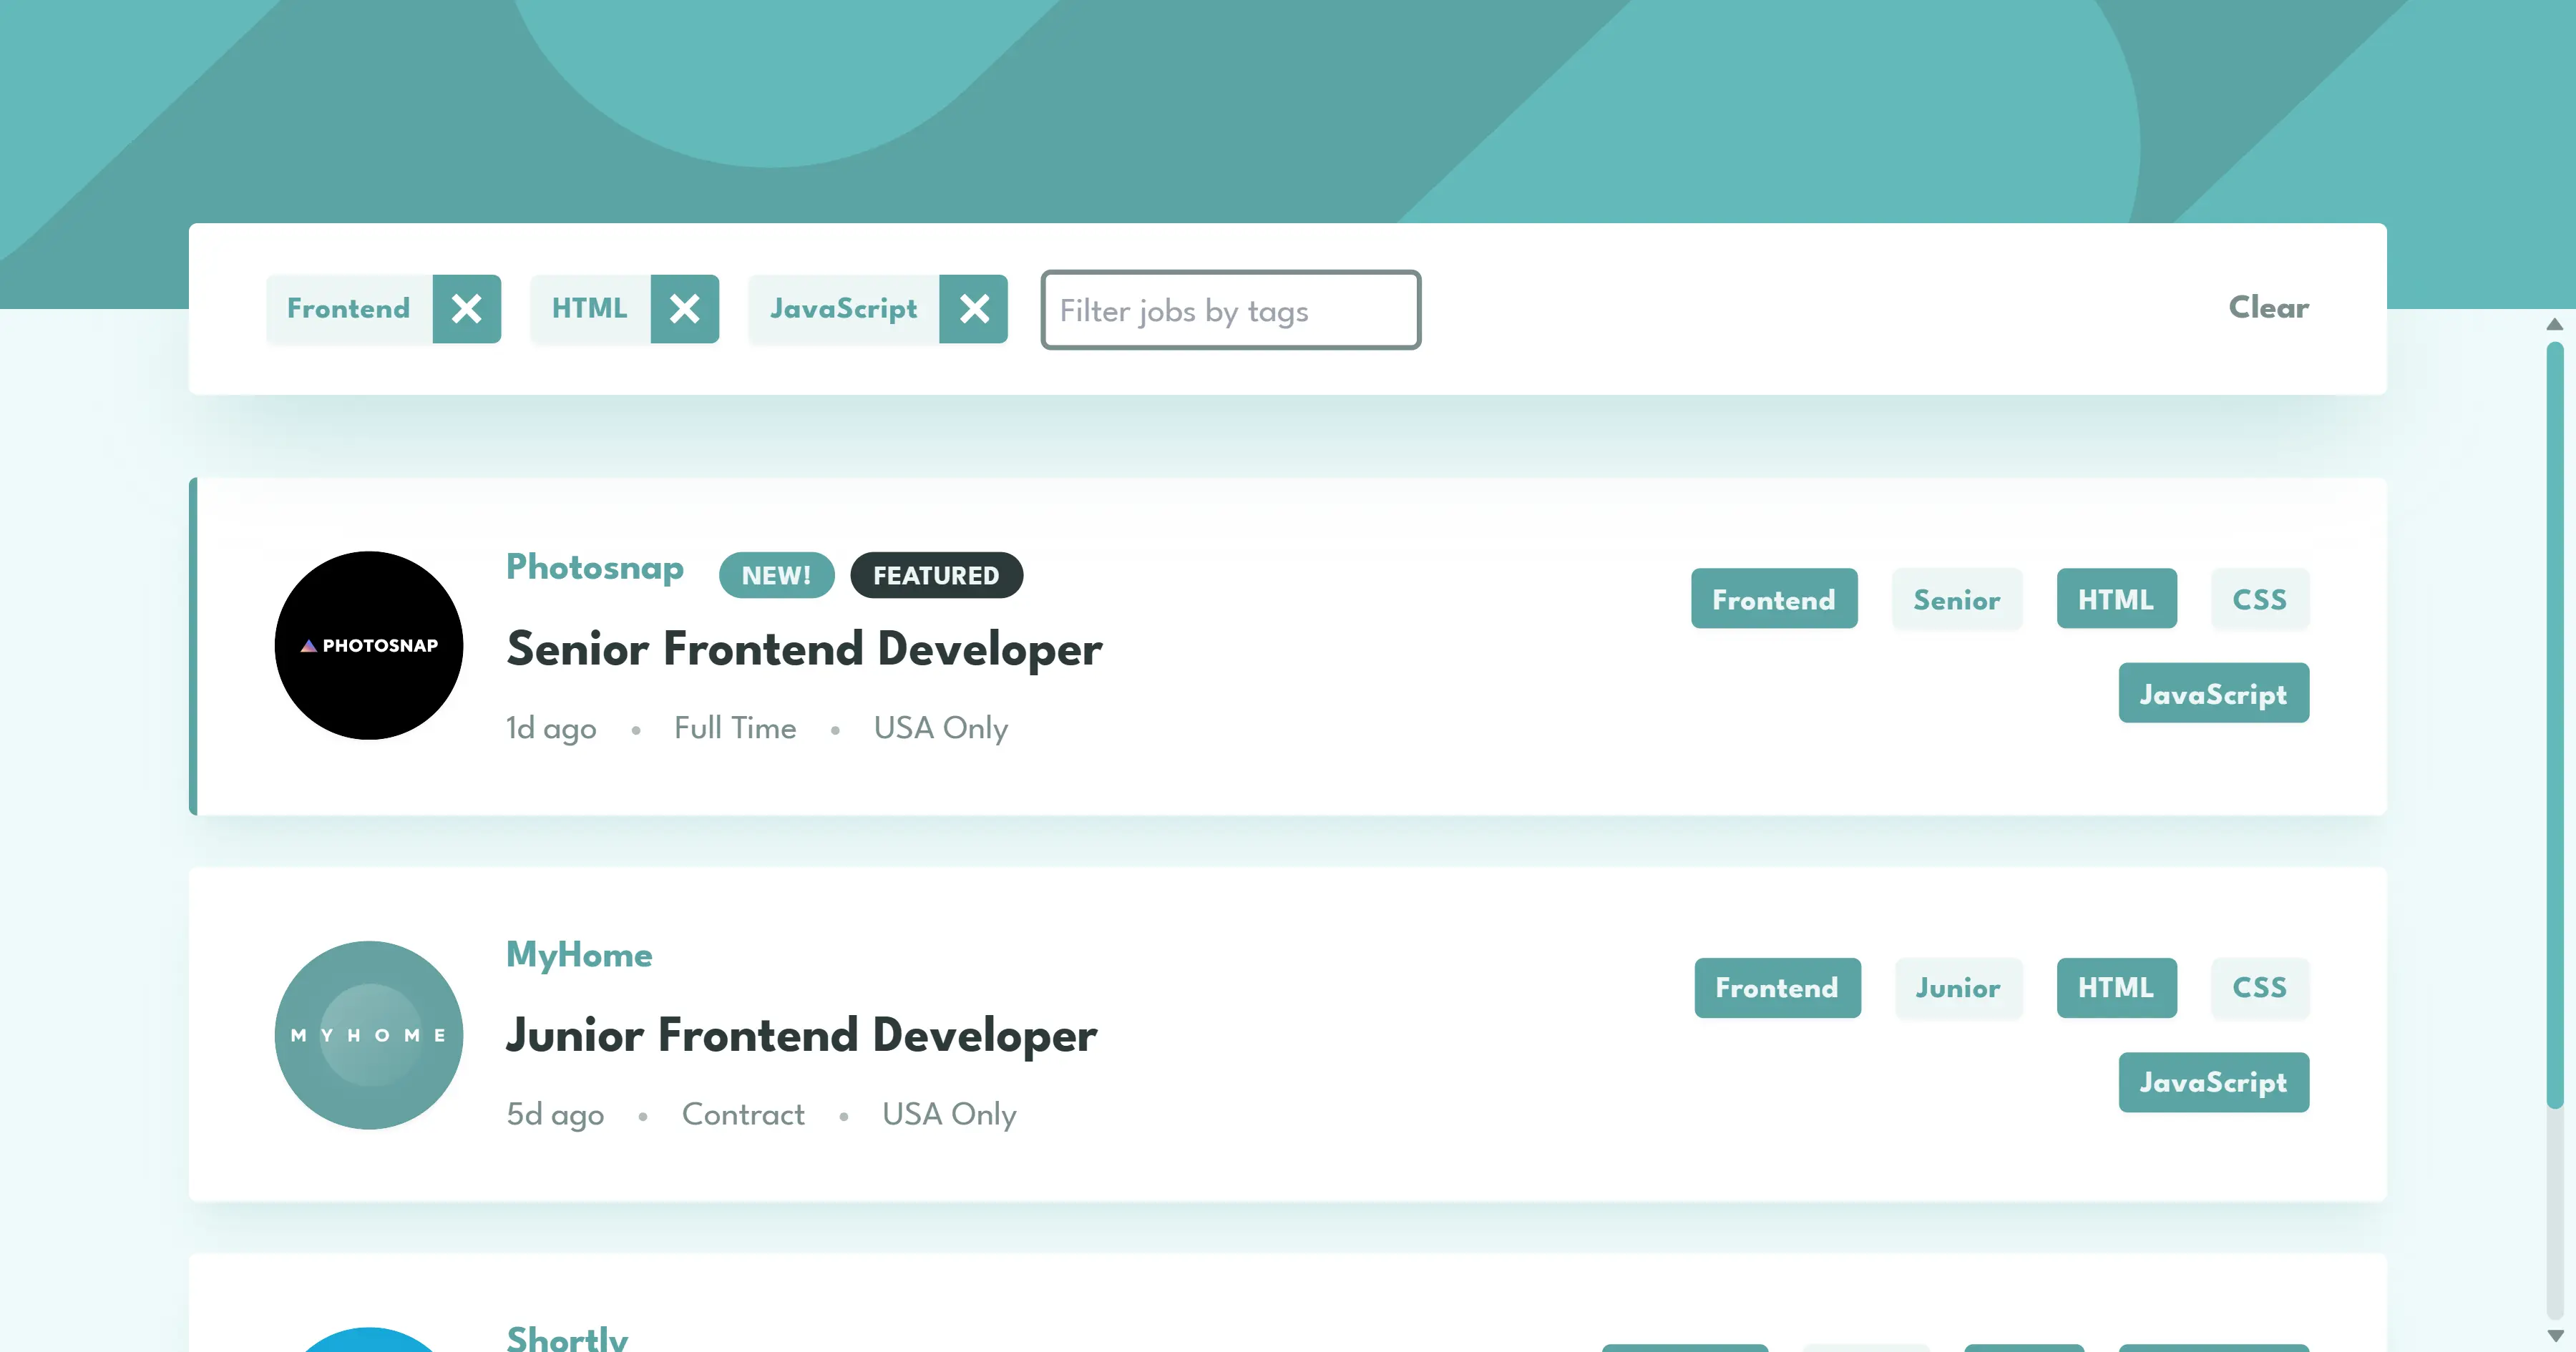 Frontend HTML JavaScript Filter jobs by tags Clear
Photosnap NEW! FEATURED
PHOTOSNAP
Senior Frontend Developer
1d ago • Full Time • USA Only
Frontend Senior HTML CSS
JavaScript
MyHome
MYHOME
Junior Frontend Developer
5d ago • Contract • USA Only
Frontend Junior HTML CSS
JavaScript
Shortly